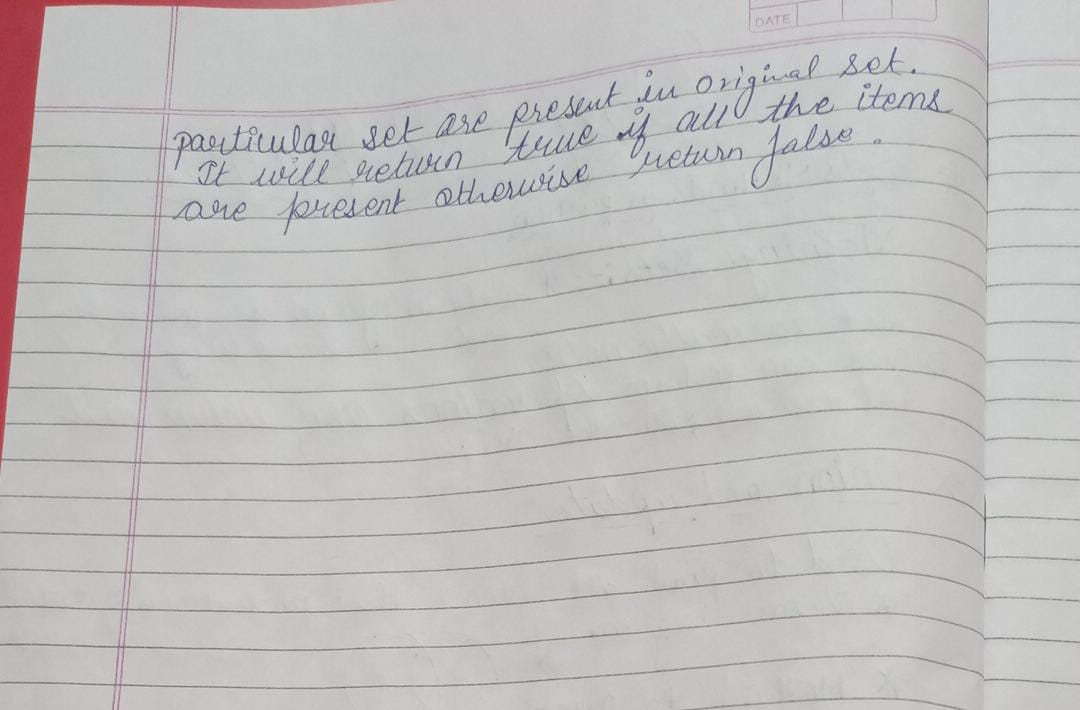 DATE
particular set are present in original set.
It will return true if all the items
are present otherwise return false.